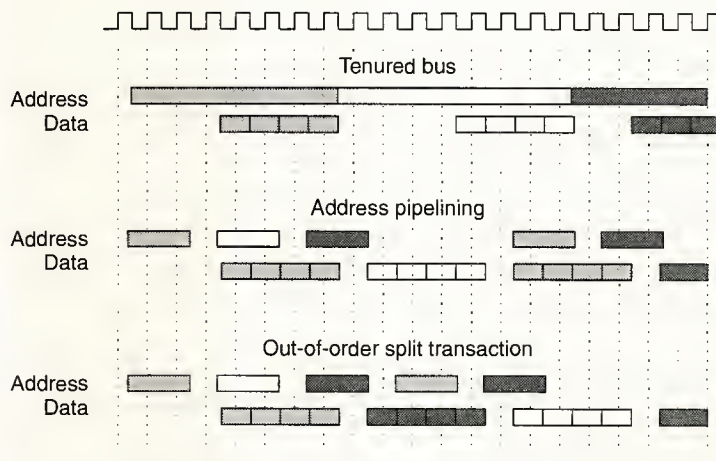 Tenured bus
Address
Data
Address pipelining
Address
Data
Out-of-order split transaction
Address
Data